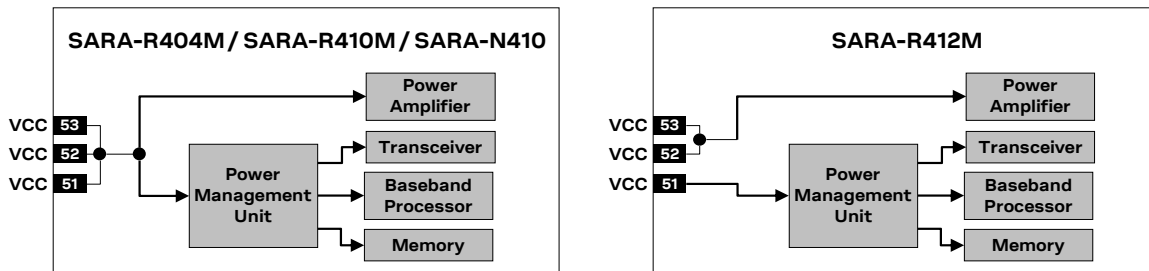 SARA-R404M / SARA-R410M / SARA-N410
Power
Amplifier
VCC 53
VCC 52
VCC 51
Power
Management
Unit
Transceiver
Baseband
Processor
Memory
SARA-R412M
Power
Amplifier
VCC 53
VCC 52
VCC 51
Power
Management
Unit
Transceiver
Baseband
Processor
Memory